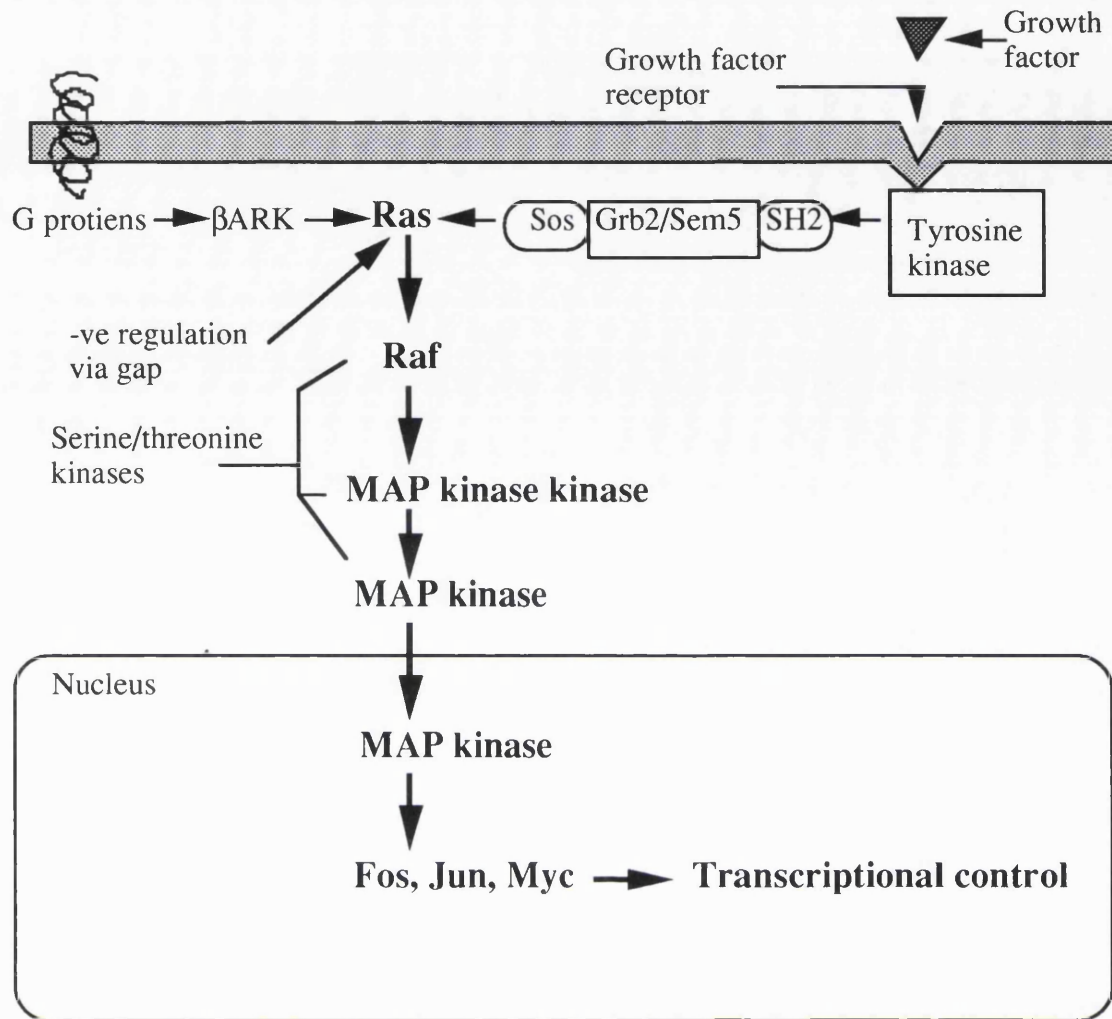 Growth
factor
Growth factor
receptor
G protiens
βARK
Ras
Sos
Grb2/Sem5
SH2
Tyrosine
kinase
-ve regulation
via gap
Raf
Serine/threonine
kinases
MAP kinase kinase
MAP kinase
Nucleus
MAP kinase
Fos, Jun, Myc
Transcriptional control